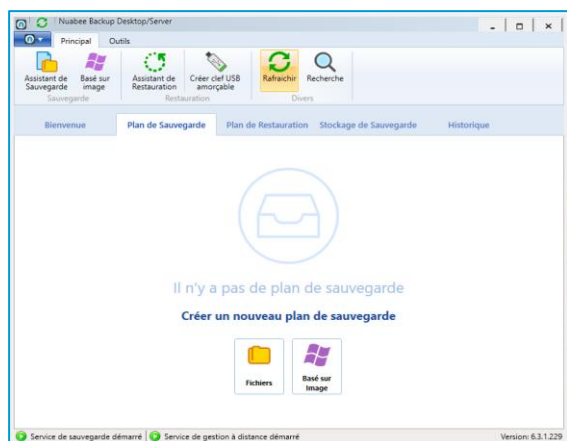 Nuabee Backup Desktop/Server
Principal Outils
Assistant de Sauvegarde
Basé sur image
Assistant de Restauration
Créer clef USB amorçable
Rafraichir
Recherche
Sauvegarde
Restauration
Divers
Bienvenue Plan de Sauvegarde Plan de Restauration Stockage de Sauvegarde Historique
Il n'y a pas de plan de sauvegarde
Créer un nouveau plan de sauvegarde
Fichiers
Basé sur
Image
Service de sauvegarde démarré Service de gestion à distance démarré Version: 6.3.1.229